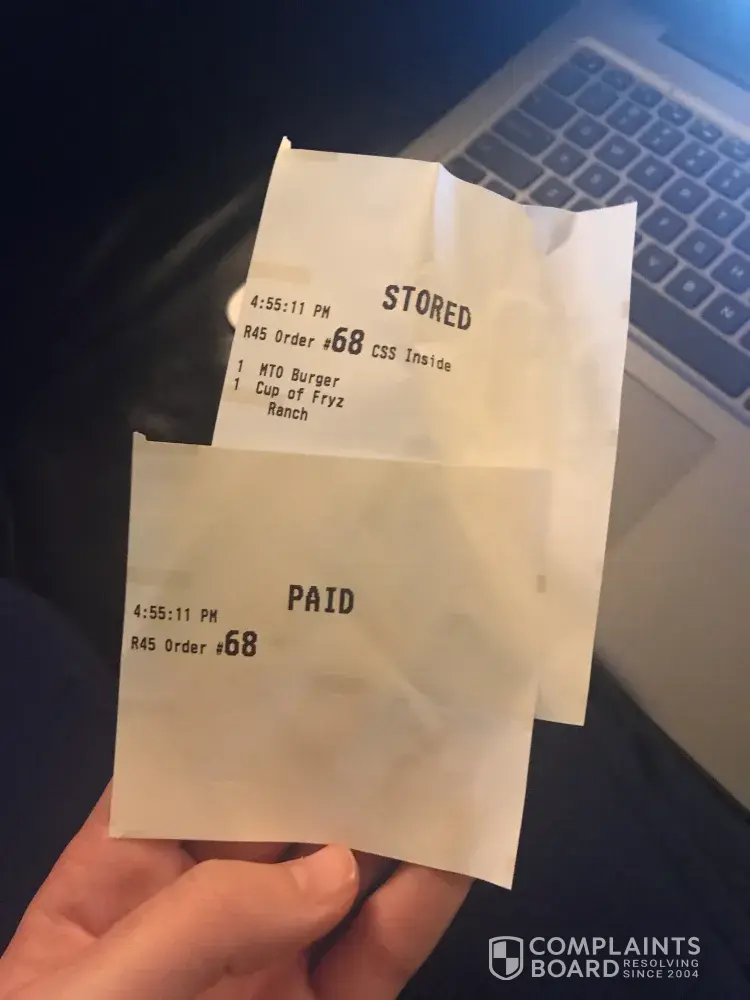 STORED
4:55:11 PM
R45 Order #68 CSS Inside
1 MTO Burger
1 Cup of Fryz
Ranch
PAID
4:55:11 PM
R45 Order #68
COMPLAINTS
BOARD RESOLVING
SINCE 2004